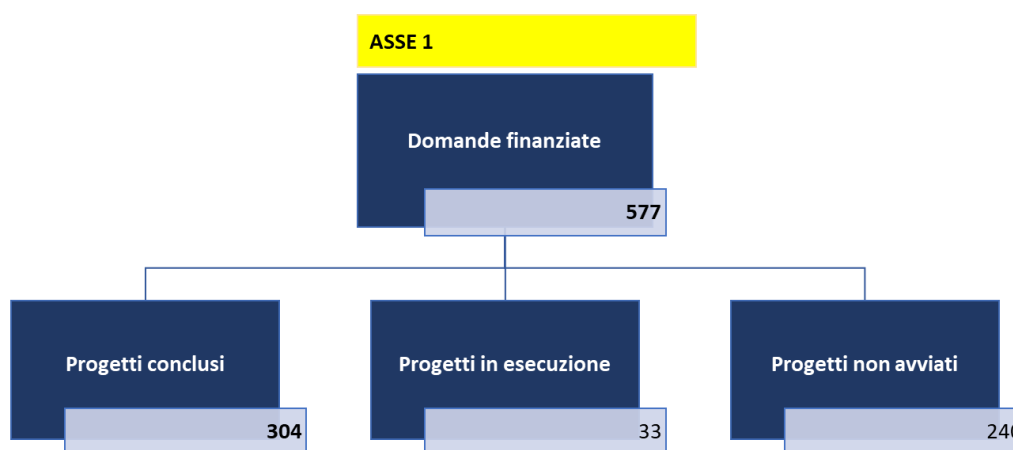 ASSE 1
Domande finanziate
577
Progetti conclusi
Progetti in esecuzione
Progetti non avviati
304
33
240